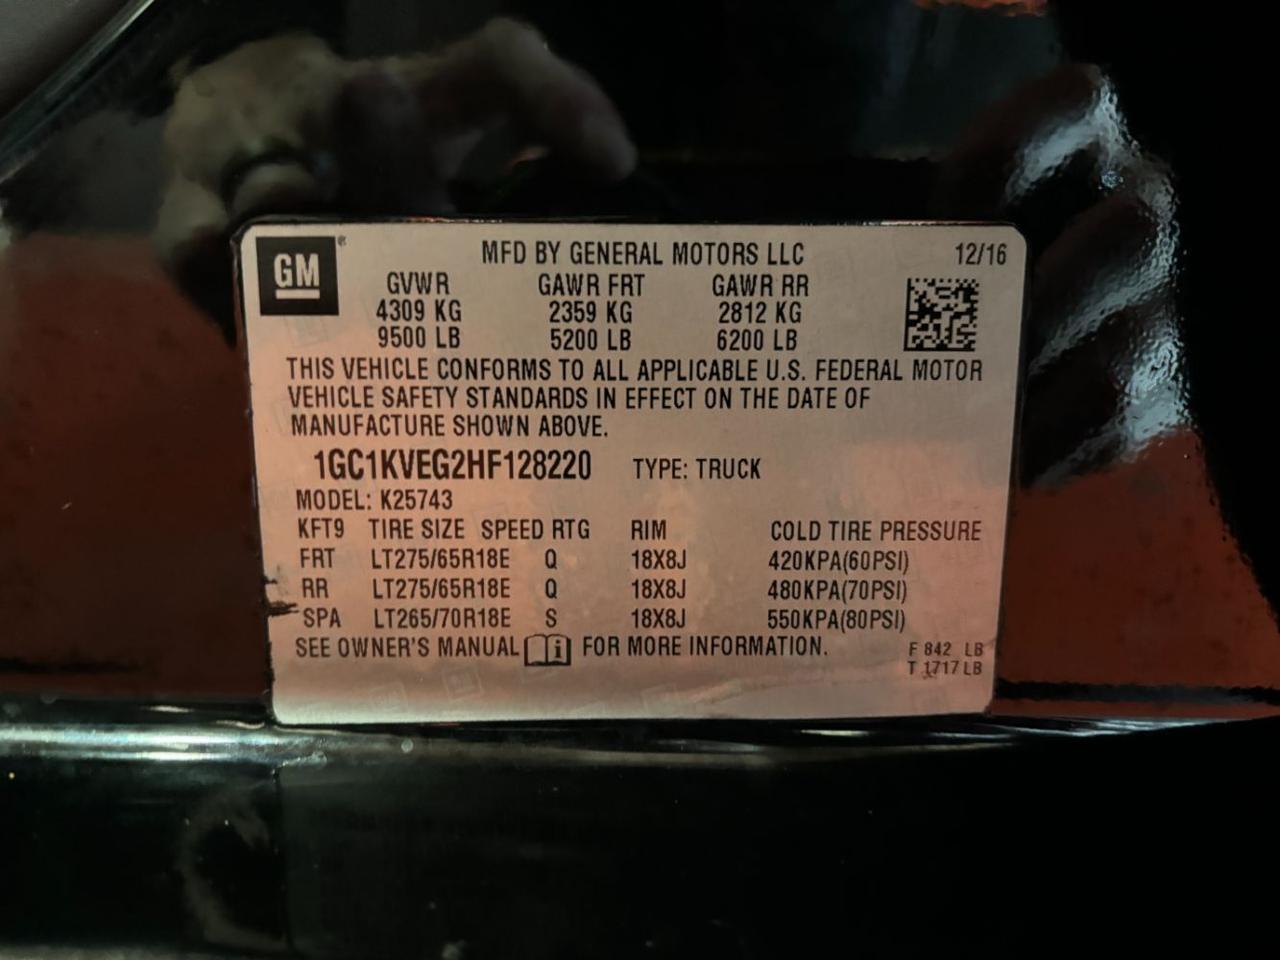 GM ® MFD BY GENERAL MOTORS LLC 12/16
GVWR GAWR FRT GAWR RR
4309 KG 2359 KG 2812 KG
9500 LB 5200 LB 6200 LB
THIS VEHICLE CONFORMS TO ALL APPLICABLE U.S. FEDERAL MOTOR
VEHICLE SAFETY STANDARDS IN EFFECT ON THE DATE OF
MANUFACTURE SHOWN ABOVE.
1GC1KVEG2HF128220 TYPE: TRUCK
MODEL: K25743
KFT9 TIRE SIZE SPEED RTG RIM COLD TIRE PRESSURE
FRT LT275/65R18E Q 18X8J 420KPA(60PSI)
RR LT275/65R18E Q 18X8J 480KPA(70PSI)
SPA LT265/70R18E S 18X8J 550KPA(80PSI)
SEE OWNER'S MANUAL i FOR MORE INFORMATION.
F 842 LB
T 1717 LB